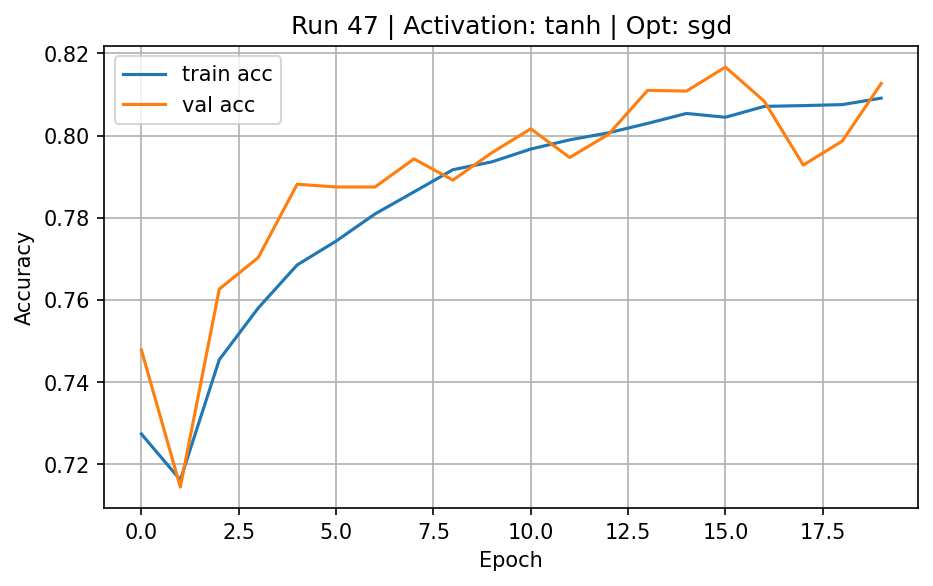 Run 47 | Activation: tanh | Opt: sgd
train acc
val acc
0.82
0.80
0.78
0.76
0.74
0.72
Accuracy
0.0 2.5 5.0 7.5 10.0 12.5 15.0 17.5
Epoch